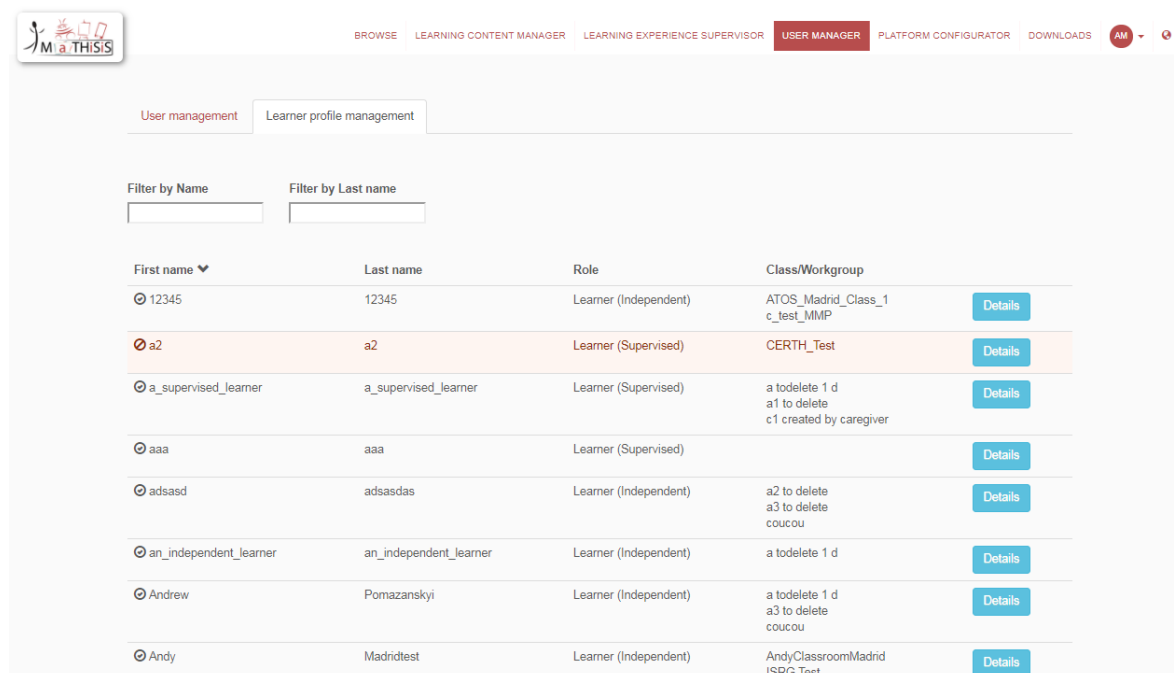 MaTHiSiS
BROWSE LEARNING CONTENT MANAGER LEARNING EXPERIENCE SUPERVISOR USER MANAGER PLATFORM CONFIGURATOR DOWNLOADS AM
User management Learner profile management
Filter by Name Filter by Last name
First name Last name Role Class/Workgroup
12345 12345 Learner (Independent) ATOS_Madrid_Class_1 Details
c_test_MMP
a2 a2 Learner (Supervised) CERTH_Test Details
a_supervised_learner a_supervised_learner Learner (Supervised) a todelete 1 d Details
a1 to delete
c1 created by caregiver
aaa aaa Learner (Supervised) Details
adsasd adsasdas Learner (Independent) a2 to delete Details
a3 to delete
coucou
an_independent_learner an_independent_learner Learner (Independent) a todelete 1 d Details
Andrew Pomazanskyi Learner (Independent) a todelete 1 d Details
a3 to delete
coucou
Andy Madridtest Learner (Independent) AndyClassroomMadrid Details
ISRG Test